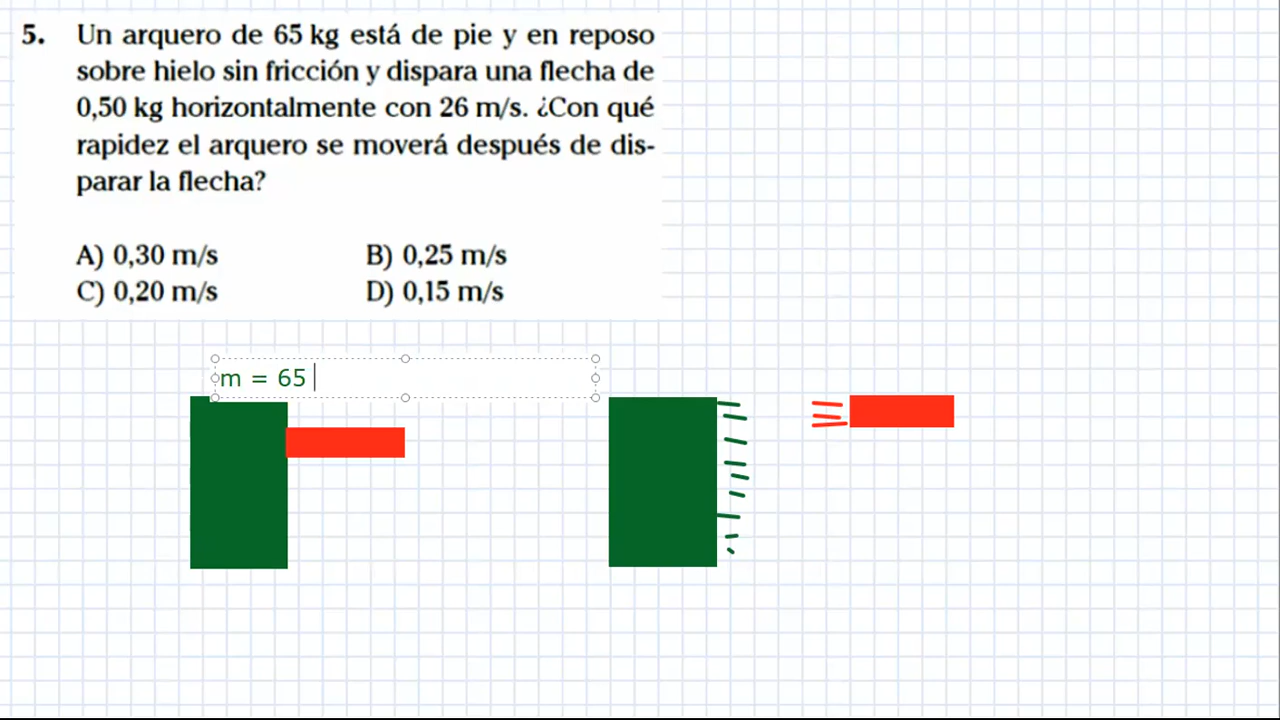 5. Un arquero de 65 kg está de pie y en reposo
sobre hielo sin fricción y dispara una flecha de
0,50 kg horizontalmente con 26 m/s. ¿Con qué
rapidez el arquero se moverá después de dis-
parar la flecha?
A) 0,30 m/s B) 0,25 m/s
C) 0,20 m/s D) 0,15 m/s
m = 65